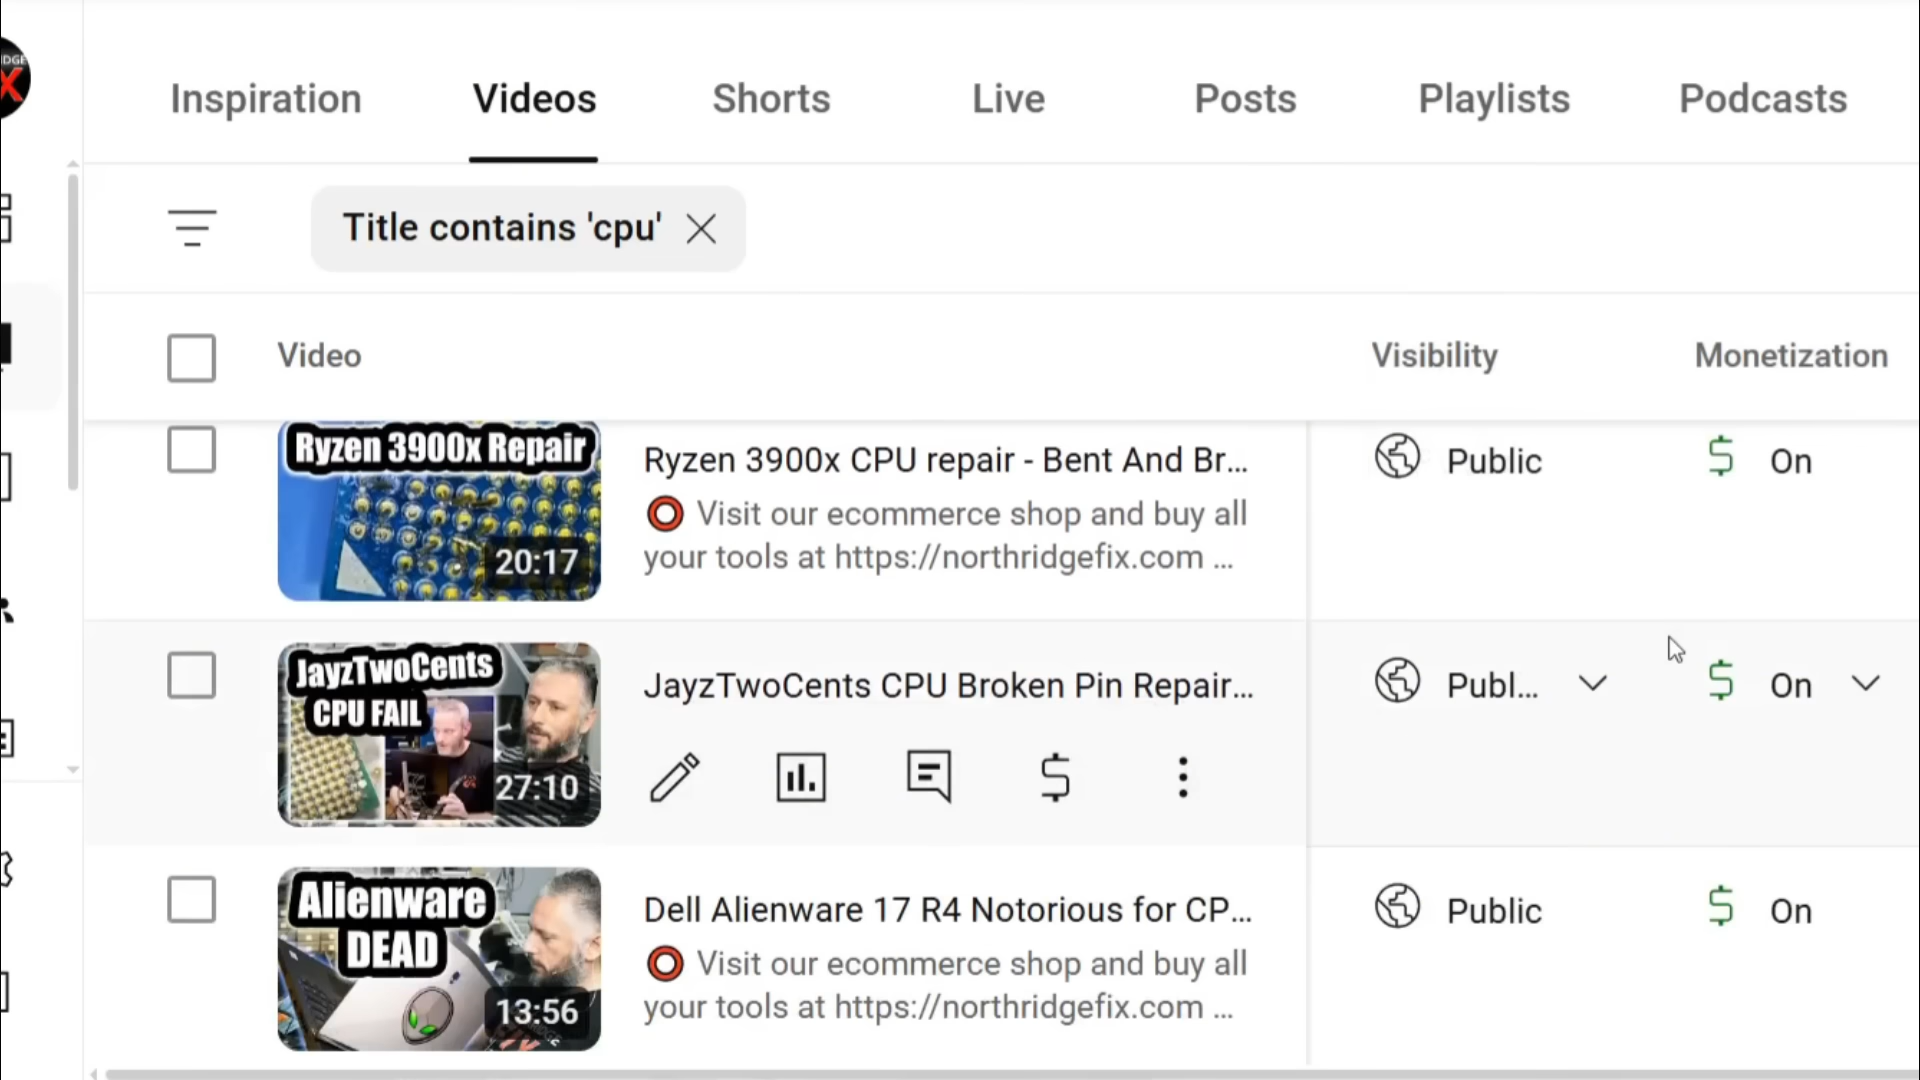 IDGE
X
Inspiration
Videos
Shorts
Live
Posts
Playlists
Podcasts
Title contains 'cpu'
Video
Visibility
Monetization
Ryzen 3900x Repair
20:17
Ryzen 3900x CPU repair - Bent And Br...
Visit our ecommerce shop and buy all
your tools at https://northridgefix.com ...
Public
$ On
JayzTwoCents
CPU FAIL
27:10
JayzTwoCents CPU Broken Pin Repair...
$
Publ...
$ On
Alienware
DEAD
13:56
Dell Alienware 17 R4 Notorious for CP...
Visit our ecommerce shop and buy all
your tools at https://northridgefix.com ...
Public
$ On